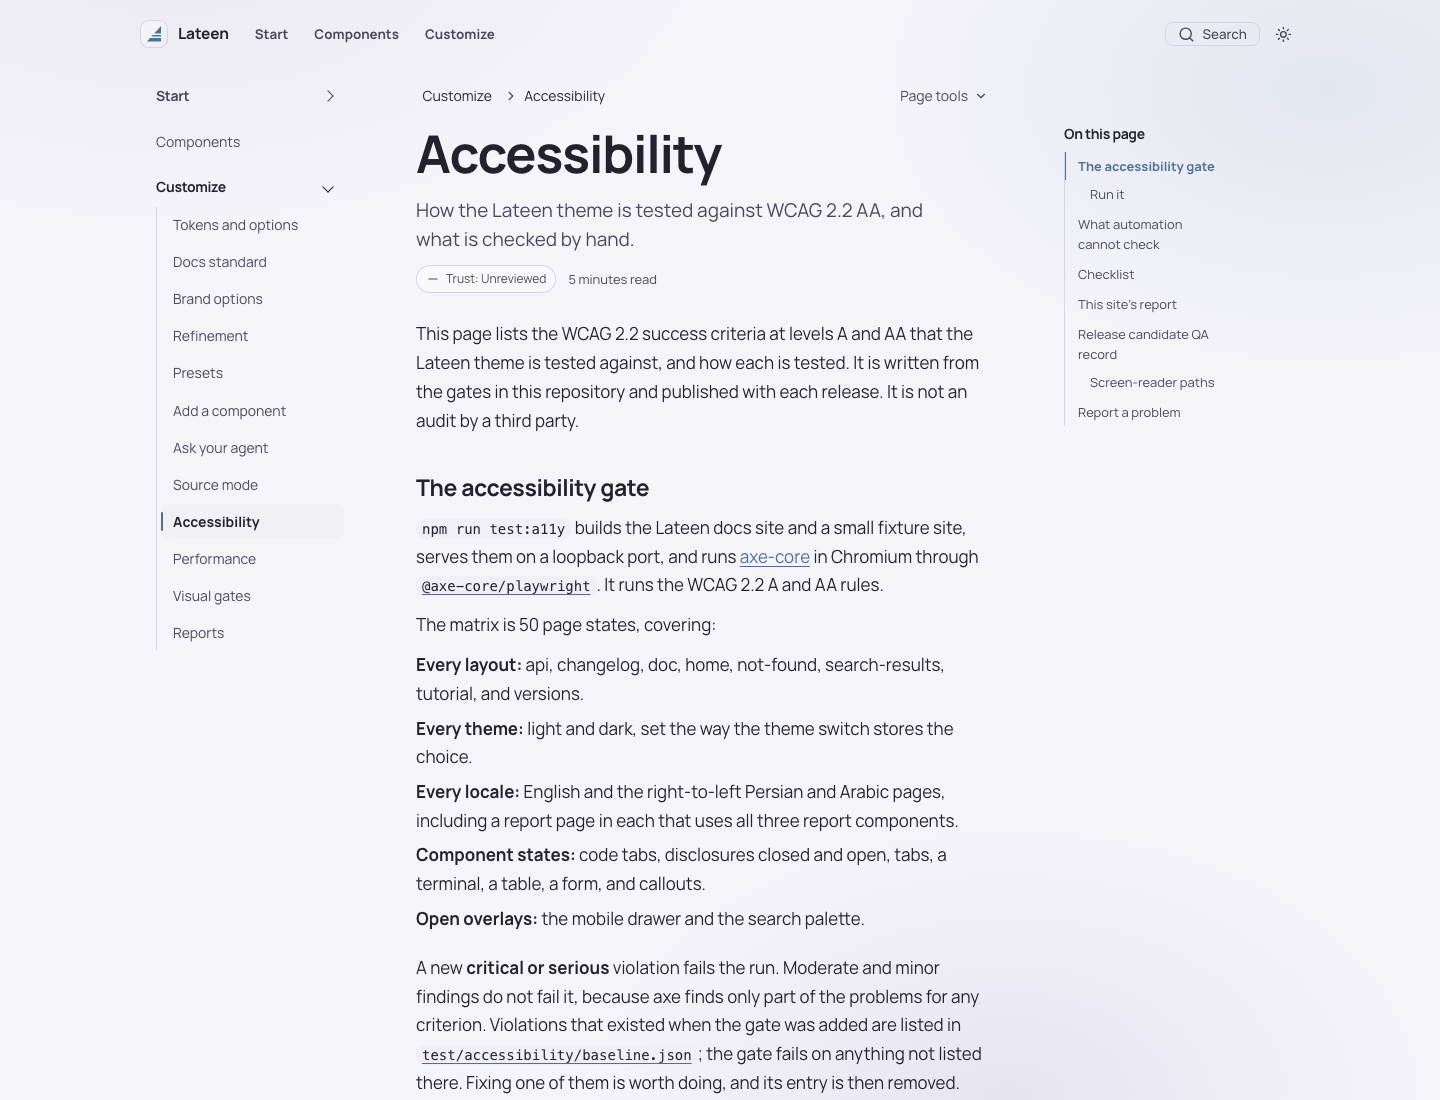 Lateen
Start
Components
Customize
Search
Start
Components
Customize
Tokens and options
Docs standard
Brand options
Refinement
Presets
Add a component
Ask your agent
Source mode
Accessibility
Performance
Visual gates
Reports
Customize
Accessibility
Page tools
Accessibility
How the Lateen theme is tested against WCAG 2.2 AA, and
what is checked by hand.
Trust: Unreviewed
5 minutes read
This page lists the WCAG 2.2 success criteria at levels A and AA that the
Lateen theme is tested against, and how each is tested. It is written from
the gates in this repository and published with each release. It is not an
audit by a third party.
The accessibility gate
npm run test:a11y builds the Lateen docs site and a small fixture site,
serves them on a loopback port, and runs axe-core in Chromium through
@axe-core/playwright . It runs the WCAG 2.2 A and AA rules.
The matrix is 50 page states, covering:
Every layout: api, changelog, doc, home, not-found, search-results,
tutorial, and versions.
Every theme: light and dark, set the way the theme switch stores the
choice.
Every locale: English and the right-to-left Persian and Arabic pages,
including a report page in each that uses all three report components.
Component states: code tabs, disclosures closed and open, tabs, a
terminal, a table, a form, and callouts.
Open overlays: the mobile drawer and the search palette.
A new critical or serious violation fails the run. Moderate and minor
findings do not fail it, because axe finds only part of the problems for any
criterion. Violations that existed when the gate was added are listed in
test/accessibility/baseline.json ; the gate fails on anything not listed
there. Fixing one of them is worth doing, and its entry is then removed.
On this page
The accessibility gate
Run it
What automation
cannot check
Checklist
This site's report
Release candidate QA
record
Screen-reader paths
Report a problem